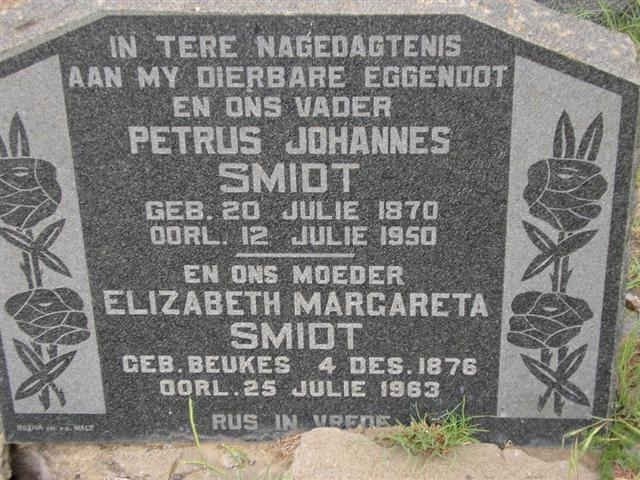 IN TERE NAGEDAGTENIS
AAN MY DIERBARE EGGENOOT
EN ONS VADER
PETRUS JOHANNES
SMIDT
GEB. 20 JULIE 1870
OORL. 12 JULIE 1950
EN ONS MOEDER
ELIZABETH MARGARETA
SMIDT
GEB. BEUKES 4 DES. 1876
OORL. 25 JULIE 1963
RUS IN VREDE